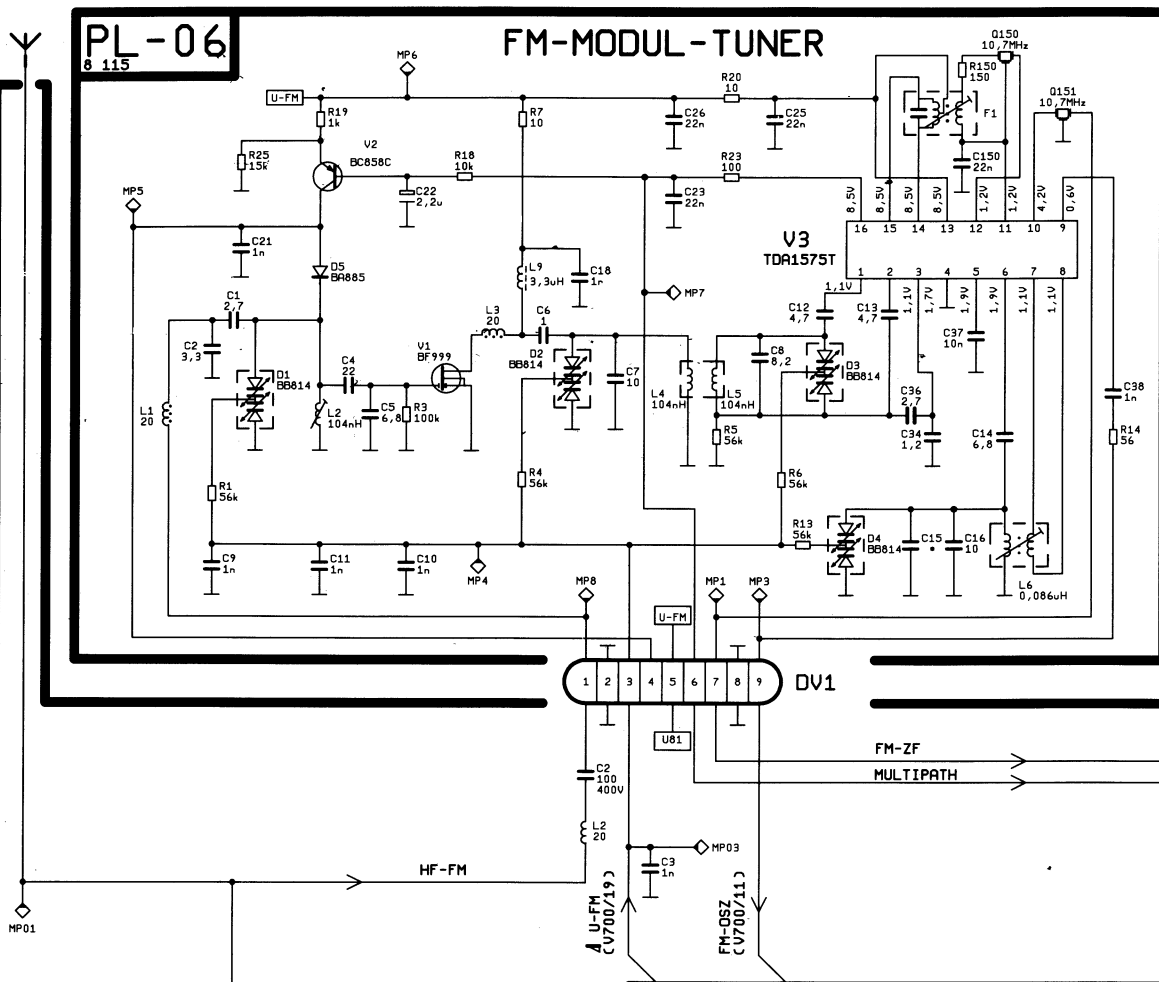 PL-06
8 115
FM-MODUL-TUNER
MP6
U-FM
R19
1k
R7
10
R20
10
C26
22n
C25
22n
R150
150
Q150
10,7MHz
F1
Q151
10,7MHz
C150
22n
R25
15k
V2
BC858C
R18
10k
C22
2,2u
R23
100
C23
22n
MP5
C21
1n
D5
BA885
8,5V
8,5V
8,5V
8,5V
1,2V
1,2V
4,2V
0,6V
16
15
14
13
12
11
10
9
V3
TDA1575T
1
2
3
4
5
6
7
8
1,1V
1,1V
1,7V
1,9V
1,9V
1,1V
1,1V
L9
3,3uH
C18
1n
MP7
C1
2,7
C2
3,3
D1
BB814
L1
20
C4
22
L2
104nH
C5
6,8
R3
100k
V1
BF999
L3
20
C6
1
D2
BB814
C7
10
L4
104nH
L5
104nH
C8
8,2
C12
4,7
C13
4,7
D3
BB814
C37
10n
C36
2,7
C34
1,2
C14
6,8
C38
1n
R14
56
R5
56k
R6
56k
R4
56k
R1
56k
R13
56k
D4
BB814
C15
C16
10
L6
0,086uH
C9
1n
C11
1n
C10
1n
MP4
MP8
MP1
MP3
U-FM
1
2
3
4
5
6
7
8
9
DV1
U81
FM-ZF
MULTIPATH
C2
100
400V
L2
20
HF-FM
MP01
C3
1n
MP03
U-FM
(V700/19)
FM-OSZ
(V700/11)